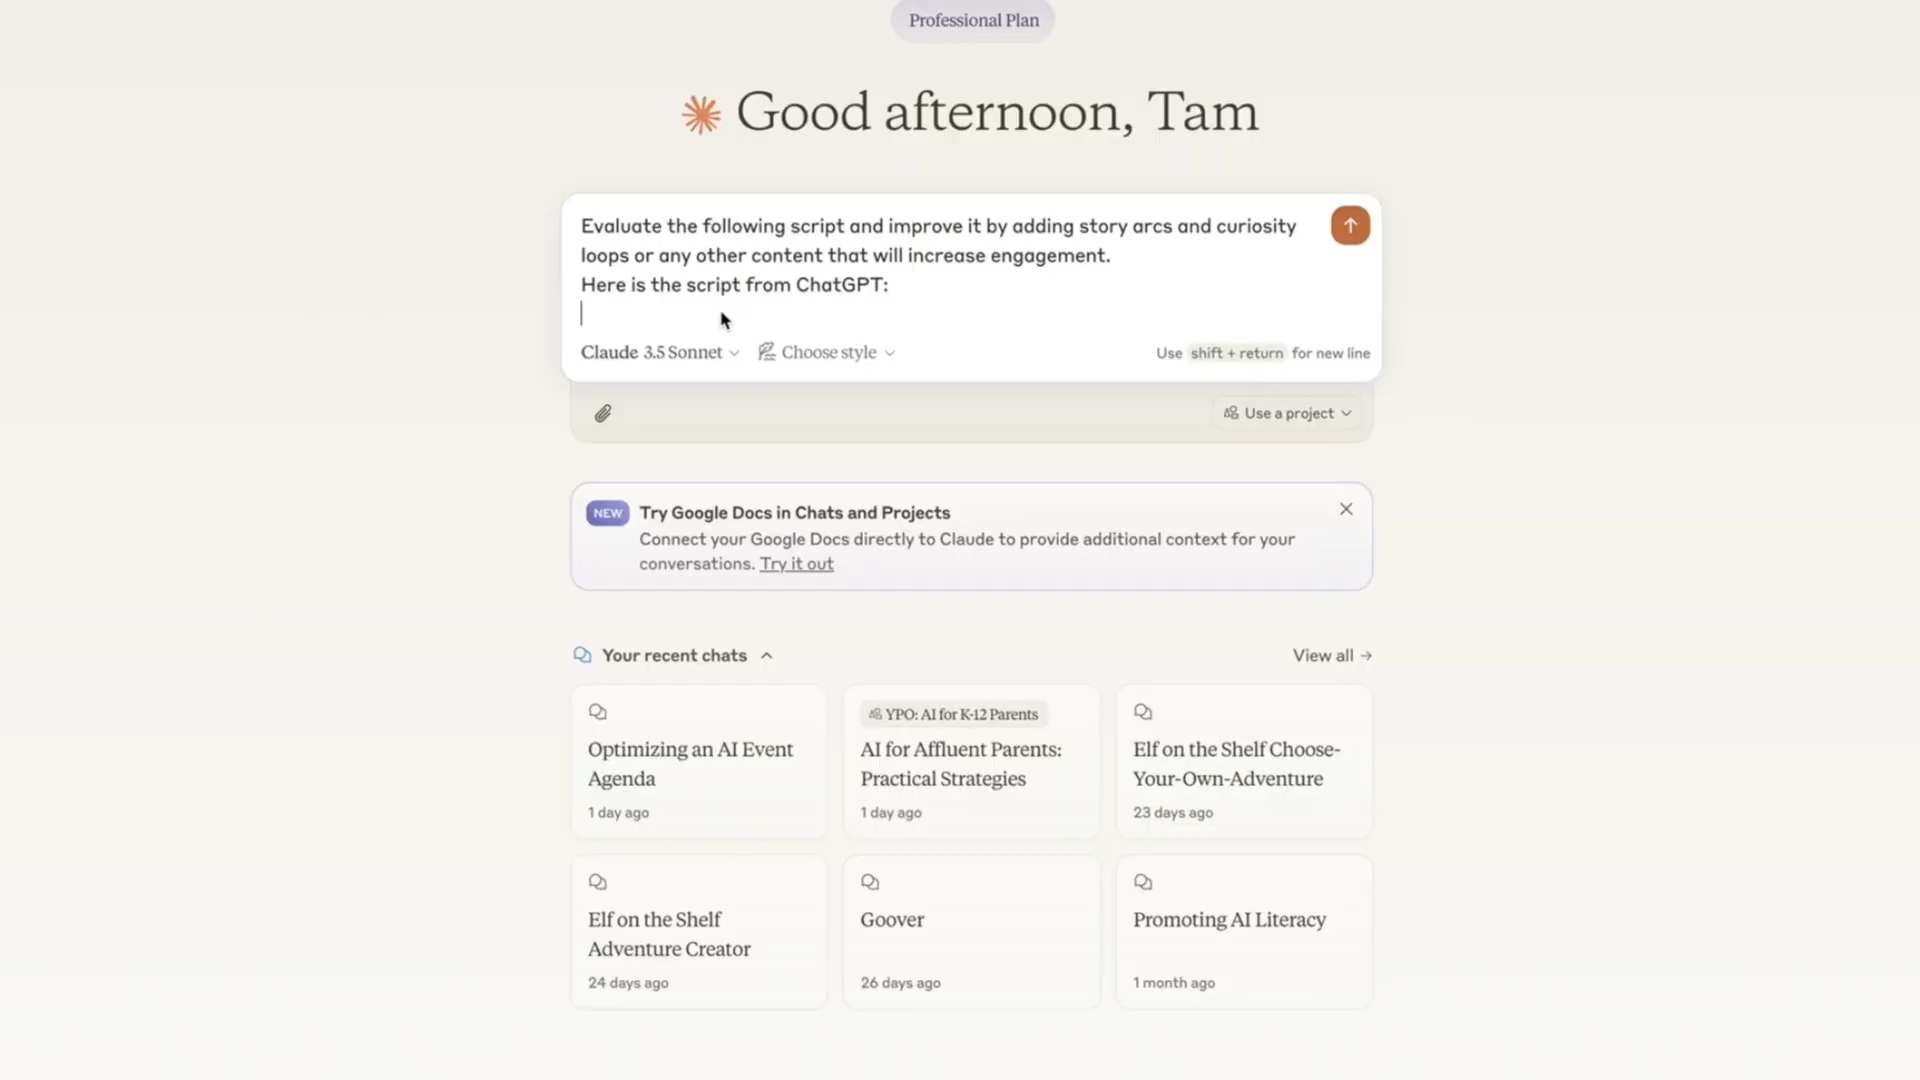 Professional Plan
Good afternoon, Tam
Evaluate the following script and improve it by adding story arcs and curiosity
loops or any other content that will increase engagement.
Here is the script from ChatGPT:
Claude 3.5 Sonnet
Choose style
Use shift + return for new line
Use a project
NEW
Try Google Docs in Chats and Projects
Connect your Google Docs directly to Claude to provide additional context for your
conversations. Try it out
Your recent chats
View all →
Optimizing an AI Event
Agenda
1 day ago
YPO: AI for K-12 Parents
AI for Affluent Parents:
Practical Strategies
1 day ago
Elf on the Shelf Choose-
Your-Own-Adventure
23 days ago
Elf on the Shelf
Adventure Creator
24 days ago
Goover
26 days ago
Promoting AI Literacy
1 month ago